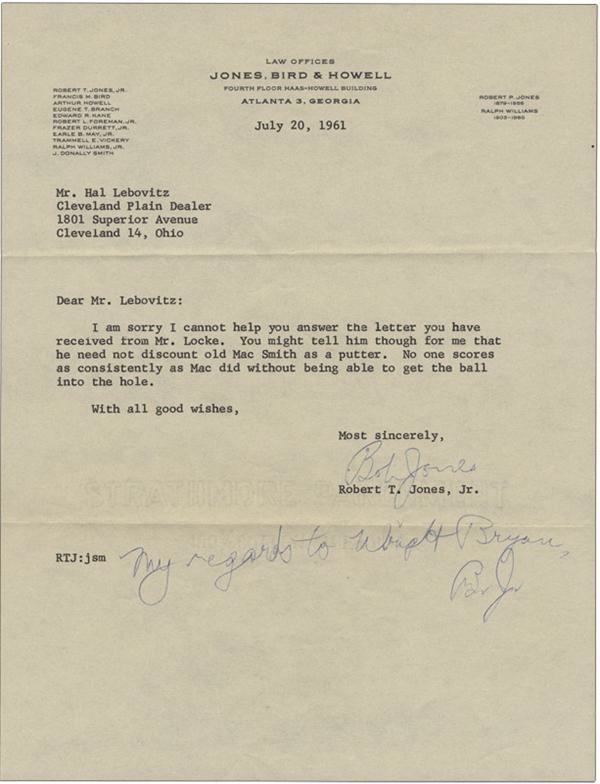 LAW OFFICES
JONES, BIRD & HOWELL
FOURTH FLOOR HAAS-HOWELL BUILDING
ATLANTA 3, GEORGIA
ROBERT T. JONES, JR.
FRANCIS M. BIRD
ARTHUR HOWELL
EUGENE T. BRANCH
EDWARD R. KANE
ROBERT L. FOREMAN, JR.
FRAZER DURRETT, JR.
EARLE B. MAY, JR.
TRAMMELL E. VICKERY
RALPH WILLIAMS, JR.
J. DONALLY SMITH
ROBERT P. JONES
1879-1956
RALPH WILLIAMS
1903-1960
July 20, 1961
Mr. Hal Lebovitz
Cleveland Plain Dealer
1801 Superior Avenue
Cleveland 14, Ohio
Dear Mr. Lebovitz:
I am sorry I cannot help you answer the letter you have
received from Mr. Locke. You might tell him though for me that
he need not discount old Mac Smith as a putter. No one scores
as consistently as Mac did without being able to get the ball
into the hole.
With all good wishes,
Most sincerely,
Bob Jones
Robert T. Jones, Jr.
RTJ:jsm
My regards to Bryan,